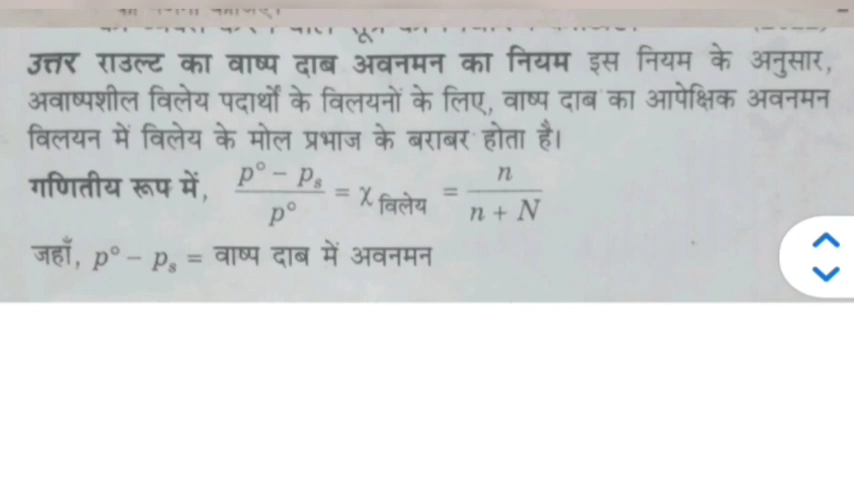 उत्तर राउल्ट का वाष्प दाब अवनमन का नियम इस नियम के अनुसार,
अवाष्पशील विलेय पदार्थों के विलयनों के लिए, वाष्प दाब का आपेक्षिक अवनमन
विलयन में विलेय के मोल प्रभाज के बराबर होता है।
गणितीय रूप में, (p° – pₛ)/p° = χ विलेय = n/(n + N)
जहाँ, p° – pₛ = वाष्प दाब में अवनमन